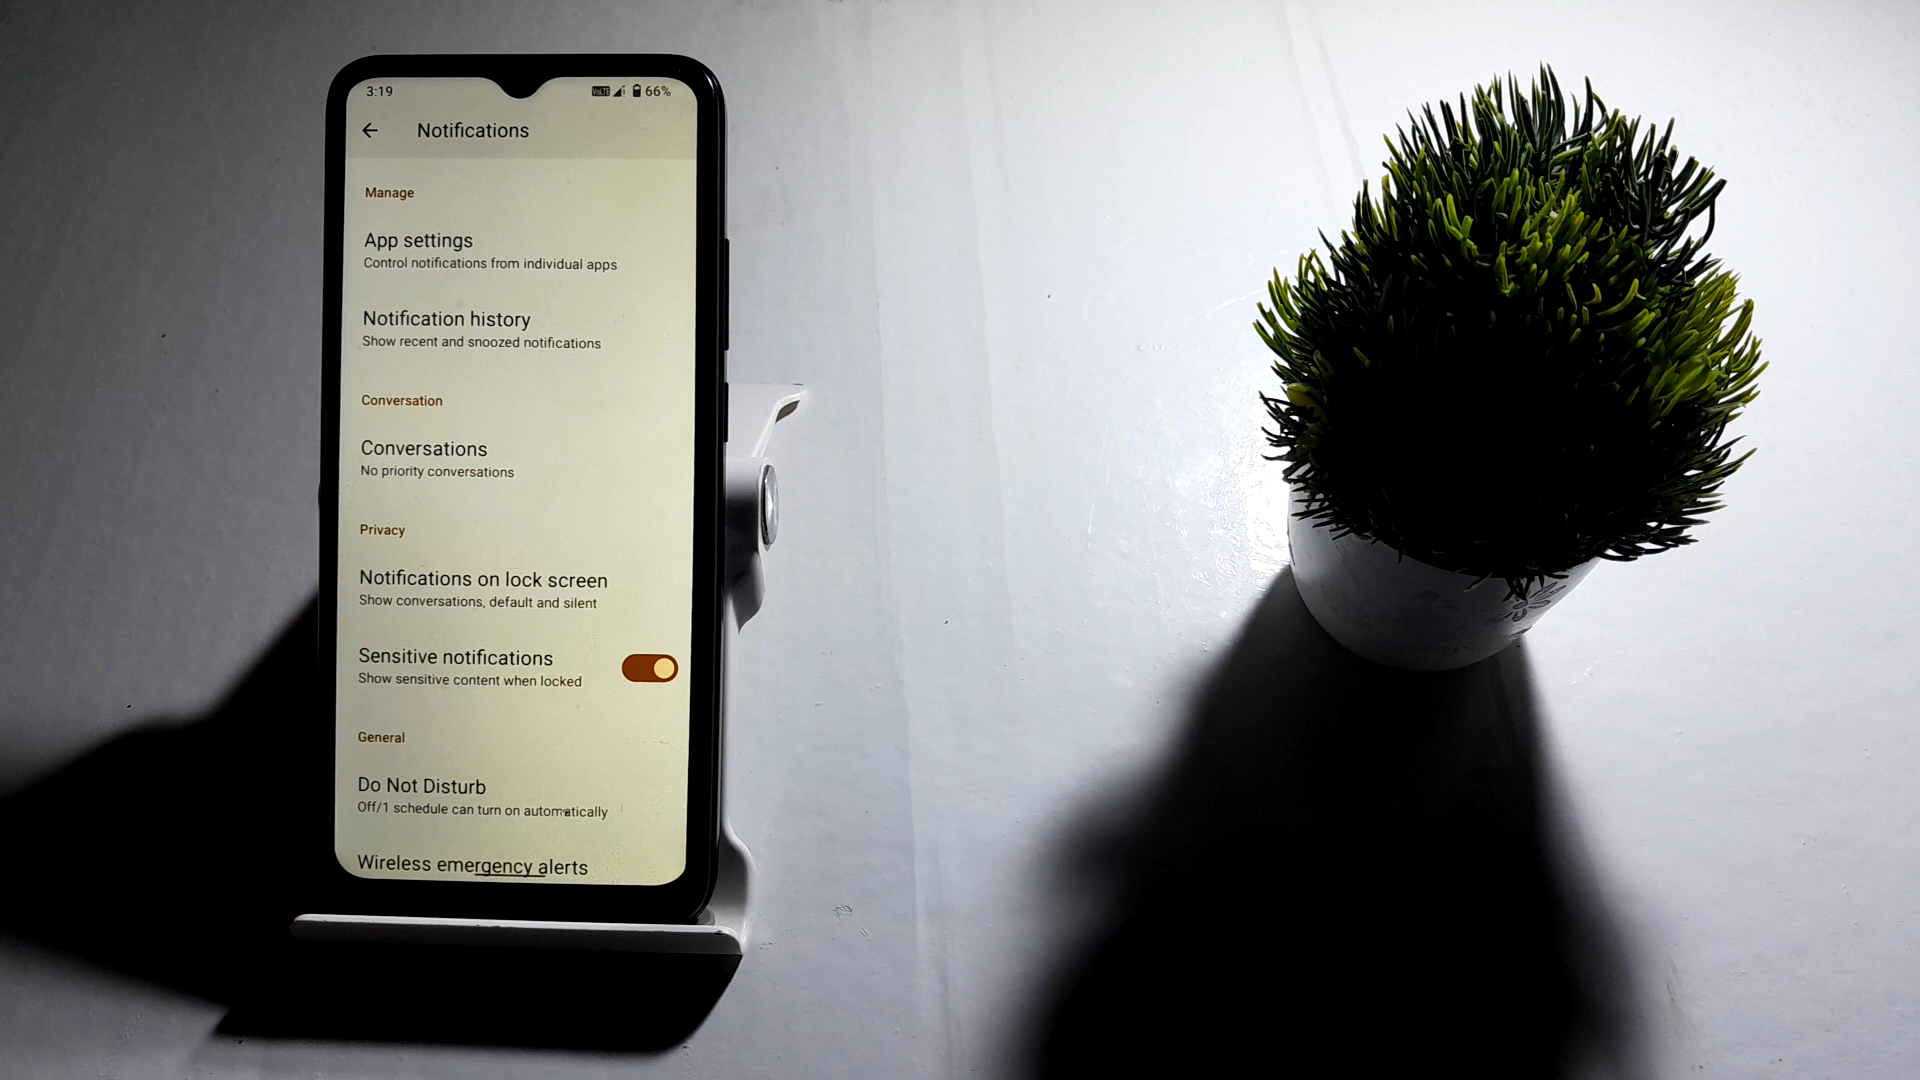 3:19
VoLTE
66%
Notifications
Manage
App settings
Control notifications from individual apps
Notification history
Show recent and snoozed notifications
Conversation
Conversations
No priority conversations
Privacy
Notifications on lock screen
Show conversations, default and silent
Sensitive notifications
Show sensitive content when locked
General
Do Not Disturb
Off/1 schedule can turn on automatically
Wireless emergency alerts